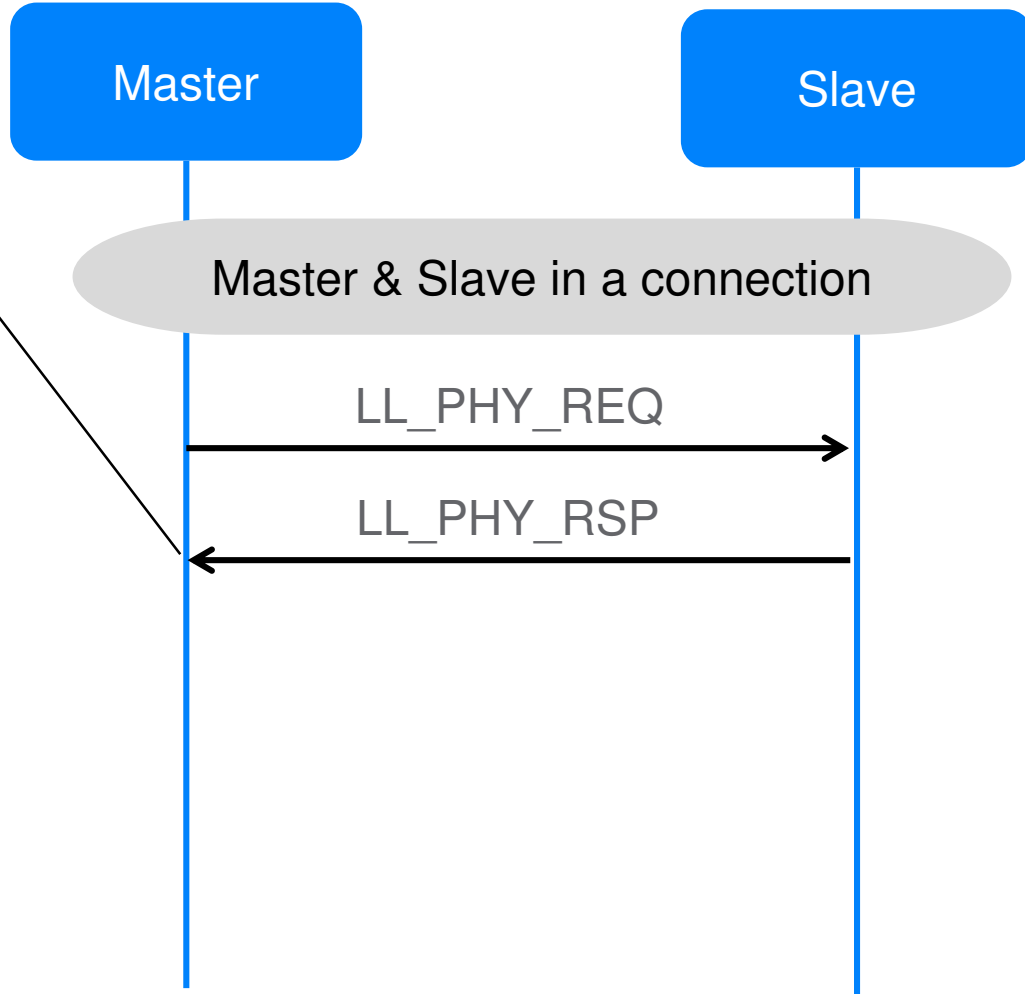 Master
Slave
Master & Slave in a connection
LL_PHY_REQ
LL_PHY_RSP